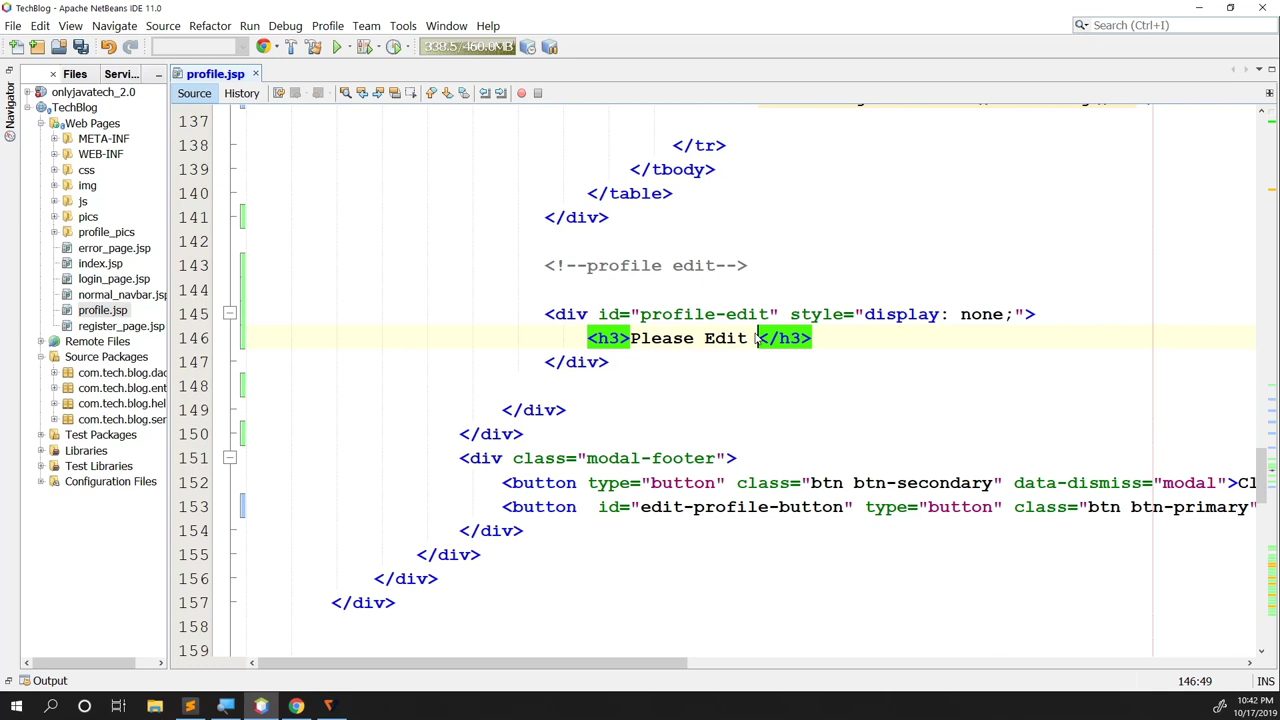 TechBlog - Apache NetBeans IDE 11.0
File Edit View Navigate Source Refactor Run Debug Profile Team Tools Window Help
Search (Ctrl+I)
338.5/460.0MB
Files Servi...
profile.jsp
Navigator
Source History
onlyjavatech_2.0
TechBlog
Web Pages
META-INF
WEB-INF
css
img
js
pics
profile_pics
error_page.jsp
index.jsp
login_page.jsp
normal_navbar.jsp
profile.jsp
register_page.jsp
Remote Files
Source Packages
com.tech.blog.dao
com.tech.blog.ent
com.tech.blog.hel
com.tech.blog.ser
Test Packages
Libraries
Test Libraries
Configuration Files
137
138 </tr>
139 </tbody>
140 </table>
141 </div>
142
143 <!--profile edit-->
144
145 <div id="profile-edit" style="display: none;">
146 <h3>Please Edit </h3>
147 </div>
148
149 </div>
150 </div>
151 <div class="modal-footer">
152 <button type="button" class="btn btn-secondary" data-dismiss="modal">Cl
153 <button id="edit-profile-button" type="button" class="btn btn-primary"
154 </div>
155 </div>
156 </div>
157 </div>
158
159
Output
146:49
INS
10:42 PM
10/17/2019